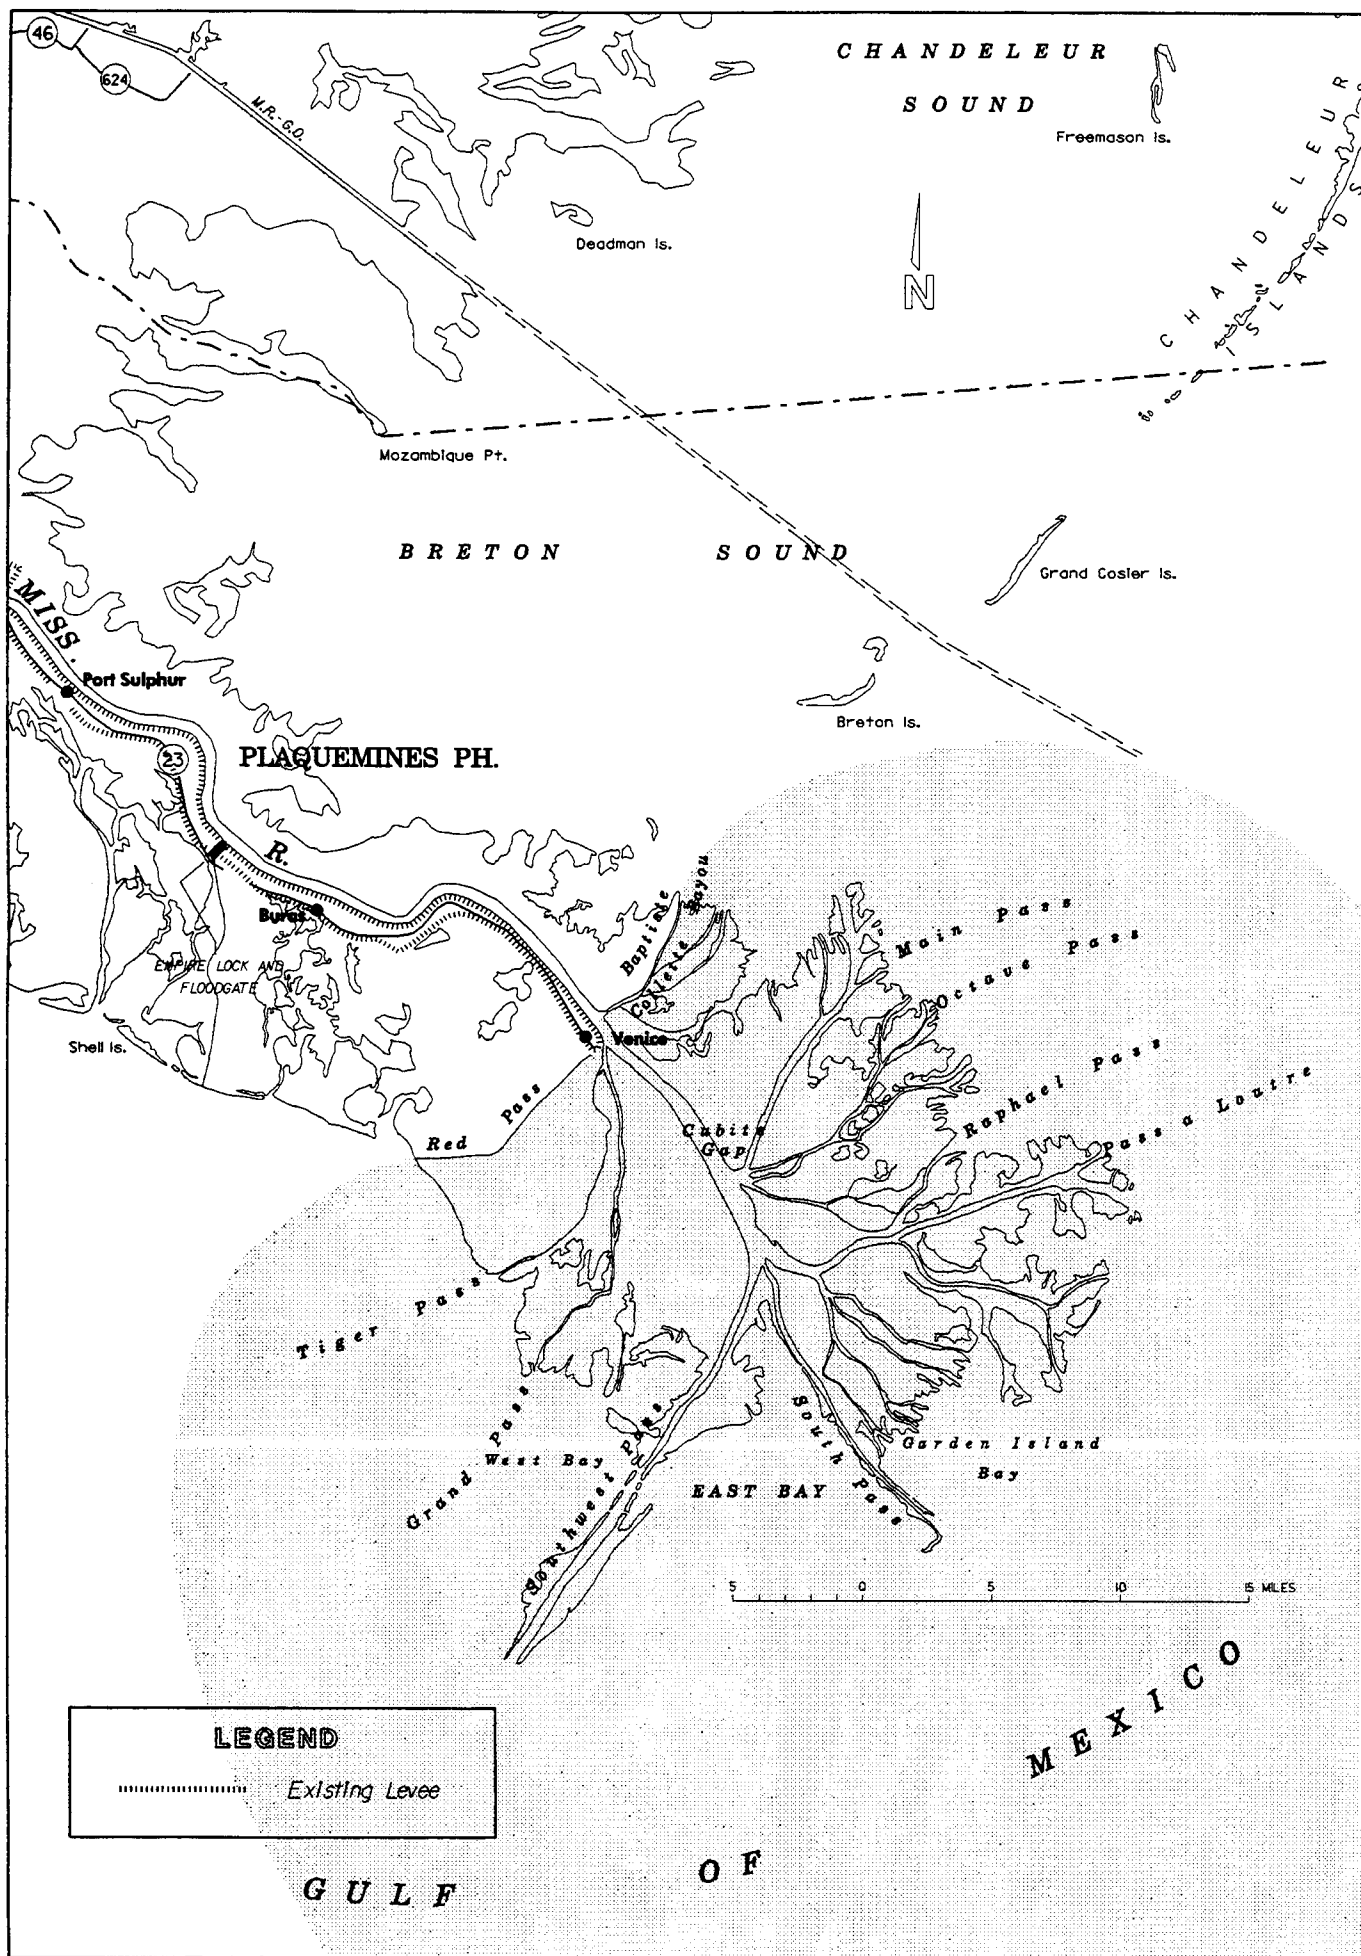 46
624
M.R.-G.O.
CHANDELEUR
SOUND
Freemason Is.
CHANDELEUR
ISLANDS
Deadman Is.
N
Mozambique Pt.
BRETON SOUND
Grand Cosier Is.
Breton Is.
MISS.
Port Sulphur
23
PLAQUEMINES PH.
R.
Buras
EMPIRE LOCK AND
FLOODGATE
Shell Is.
Baptiste
Collette
Bayou
Venice
Main Pass
Octave Pass
Raphael Pass
Pass a Loutre
Cubits
Gap
Red Pass
Tiger Pass
Grand Pass
West Bay
Southwest Pass
EAST BAY
South Pass
Garden Island
Bay
5 0 5 10 15 MILES
LEGEND
Existing Levee
GULF OF MEXICO